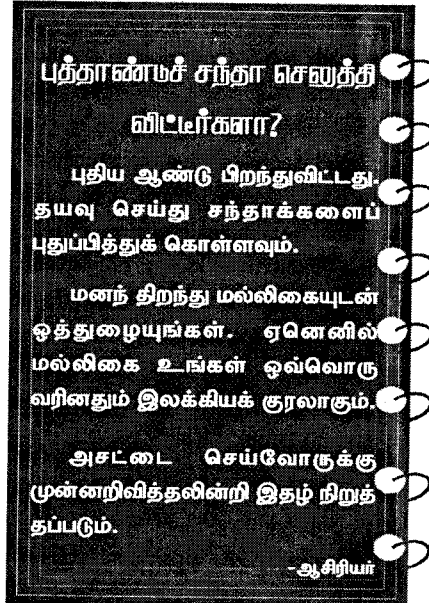 புத்தாண்டுச் சந்தா செலுத்தி
விட்டீர்களா?
புதிய ஆண்டு பிறந்துவிட்டது.
தயவு செய்து சந்தாக்களைப்
புதுப்பித்துக் கொள்ளவும்.
மனந் திறந்து மல்லிகையுடன்
ஒத்துழையுங்கள். ஏனெனில்
மல்லிகை உங்கள் ஒவ்வொரு
வரினதும் இலக்கியக் குரலாகும்.
அசட்டை செய்வோருக்கு
முன்னறிவித்தலின்றி இதழ் நிறுத்
தப்படும்.
-ஆசிரியர்